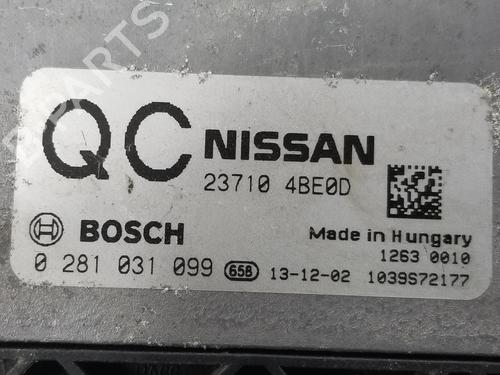 QC NISSAN
23710 4BE0D
BOSCH
Made in Hungary
1263 0010
0 281 031 099 658 13-12-02 1039S72177
PARTS